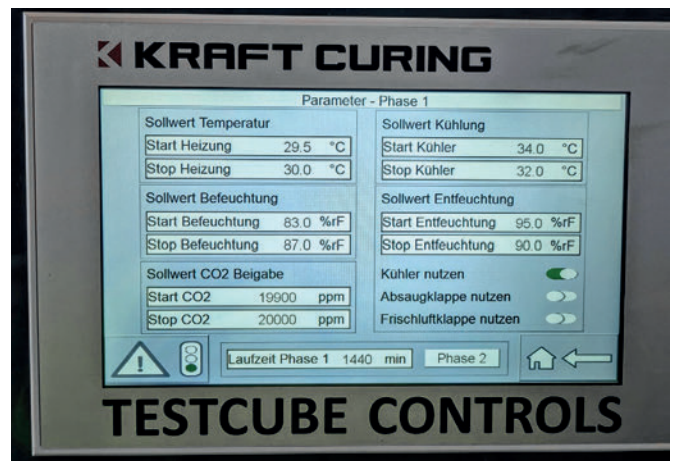 KRAFT CURING
Parameter - Phase 1
Sollwert Temperatur
Start Heizung 29.5 °C
Stop Heizung 30.0 °C
Sollwert Befeuchtung
Start Befeuchtung 83.0 %rF
Stop Befeuchtung 87.0 %rF
Sollwert CO2 Beigabe
Start CO2 19900 ppm
Stop CO2 20000 ppm
Sollwert Kühlung
Start Kühler 34.0 °C
Stop Kühler 32.0 °C
Sollwert Entfeuchtung
Start Entfeuchtung 95.0 %rF
Stop Entfeuchtung 90.0 %rF
Kühler nutzen
Absaugklappe nutzen
Frischluftklappe nutzen
Laufzeit Phase 1 1440 min
Phase 2
TESTCUBE CONTROLS